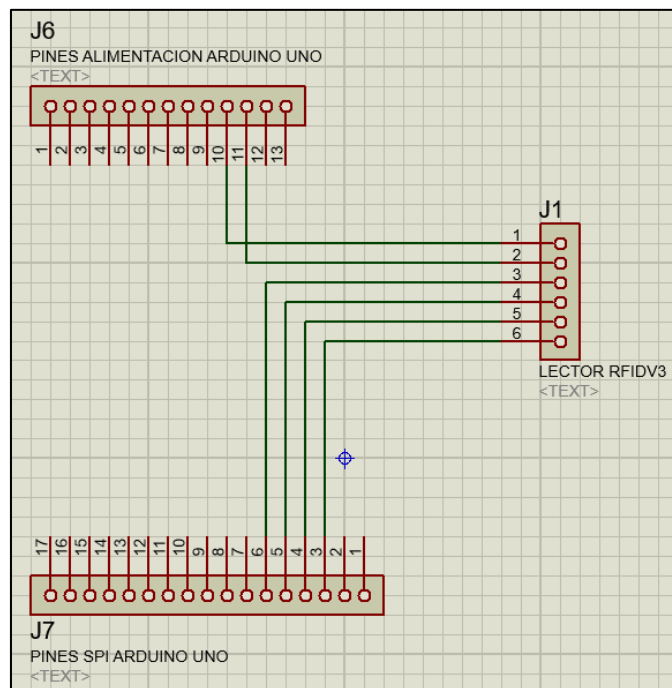 J6
PINES ALIMENTACION ARDUINO UNO
<TEXT>
1 2 3 4 5 6 7 8 9 10 11 12 13
J1
1
2
3
4
5
6
LECTOR RFIDV3
<TEXT>
17 16 15 14 13 12 11 10 9 8 7 6 5 4 3 2 1
J7
PINES SPI ARDUINO UNO
<TEXT>